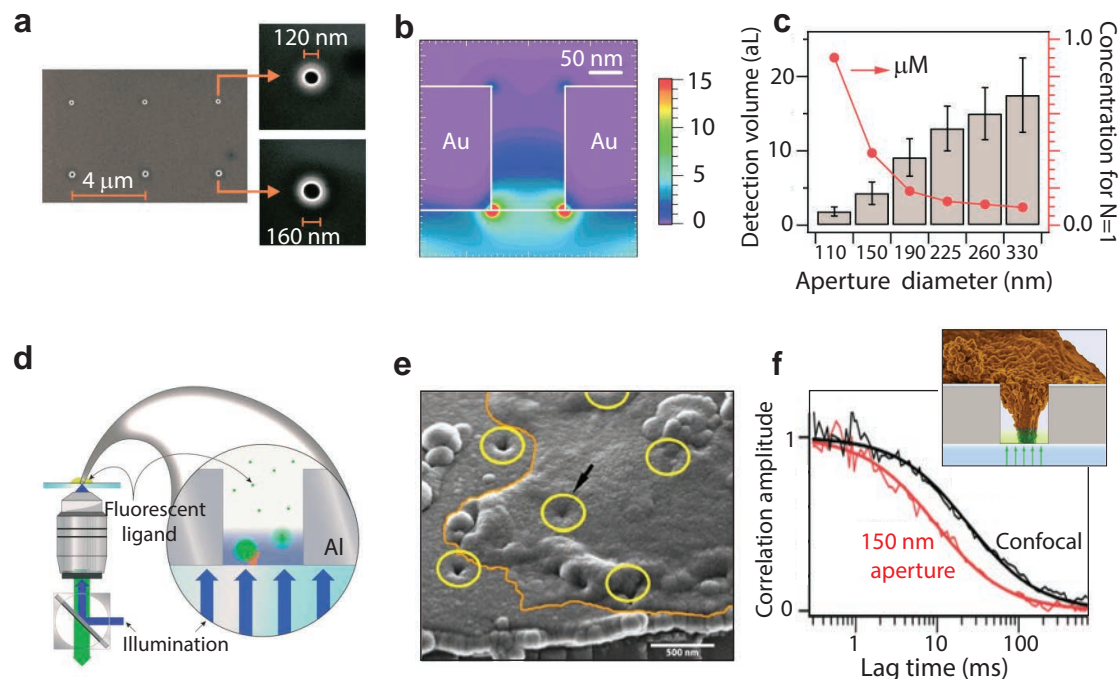 a
120 nm
4 μm
160 nm
b
50 nm
Au
Au
15
10
5
0
c
μM
Detection volume (aL)
20
10
0
1.0
0.0
Concentration for N=1
110
150
190
225
260
330
Aperture diameter (nm)
d
Fluorescent
ligand
Al
Illumination
e
500 nm
f
Correlation amplitude
1
0
150 nm
aperture
Confocal
1
10
100
Lag time (ms)